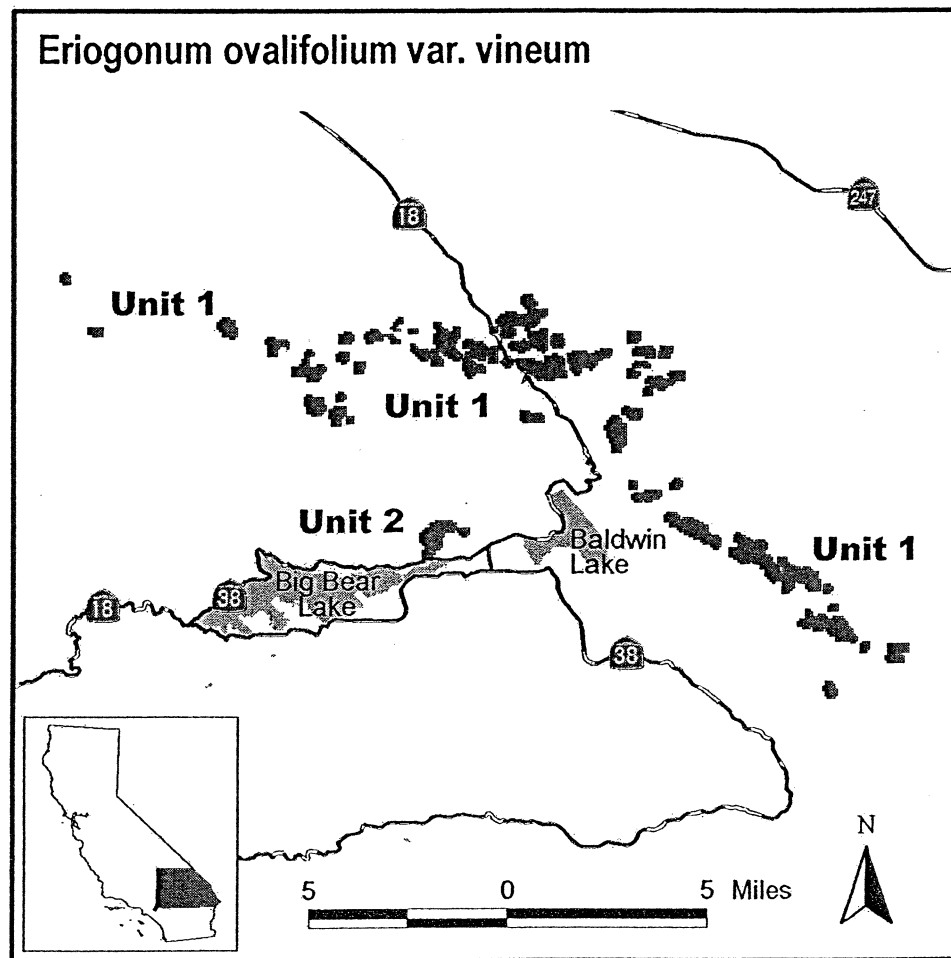 Eriogonum ovalifolium var. vineum
18
247
Unit 1
Unit 1
Unit 2
Baldwin
Lake
Unit 1
Big Bear
Lake
18
38
38
N
5 0 5 Miles